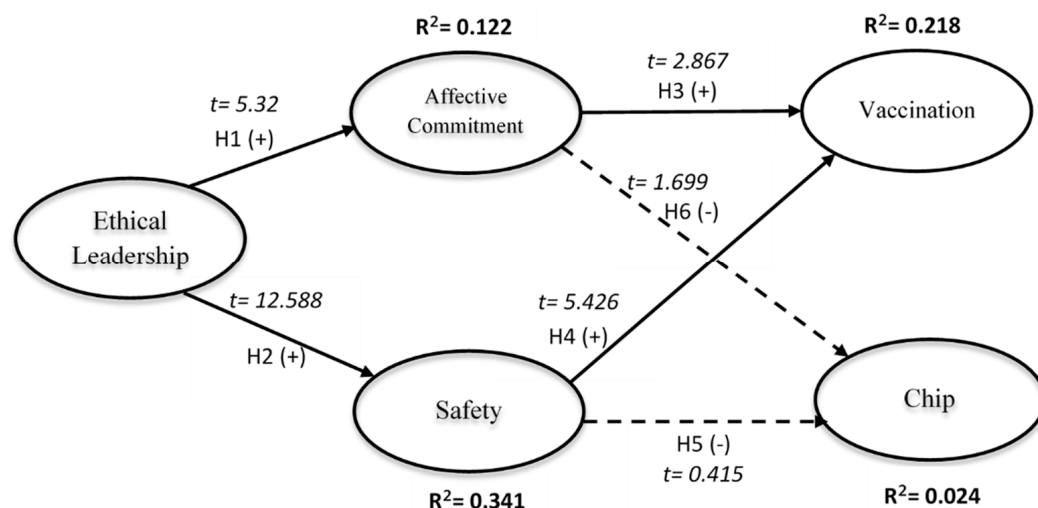 R²= 0.122
R²= 0.218
t= 5.32
H1 (+)
Affective
Commitment
t= 2.867
H3 (+)
Vaccination
t= 1.699
H6 (-)
Ethical
Leadership
t= 12.588
H2 (+)
t= 5.426
H4 (+)
Safety
Chip
H5 (-)
t= 0.415
R²= 0.341
R²= 0.024